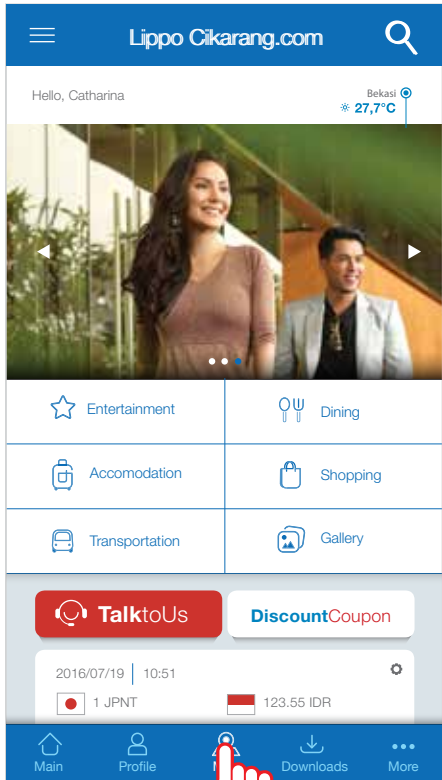 Lippo Cikarang.com
Hello, Catharina
Bekasi
27,7°C
Entertainment
Dining
Accomodation
Shopping
Transportation
Gallery
TalktoUs
DiscountCoupon
2016/07/19 10:51
1 JPNT
123.55 IDR
Main
Profile
Downloads
More